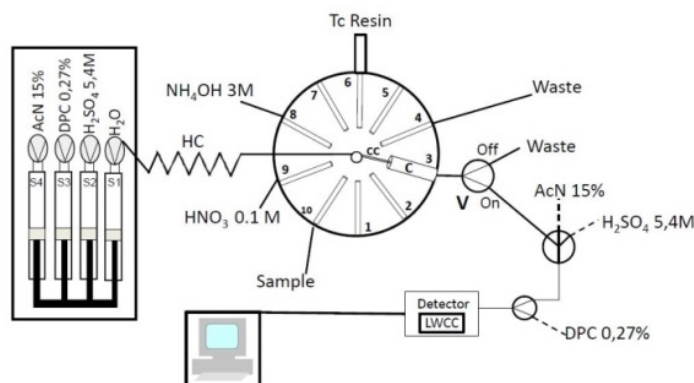 Tc Resin
AcN 15%
DPC 0,27%
H₂SO₄ 5,4M
H₂O
S4
S3
S2
S1
HC
NH₄OH 3M
HNO₃ 0.1 M
Sample
1
2
3
4
5
6
7
8
9
10
CC
C
Waste
Off
Waste
V
On
AcN 15%
H₂SO₄ 5,4M
Detector
LWCC
DPC 0,27%